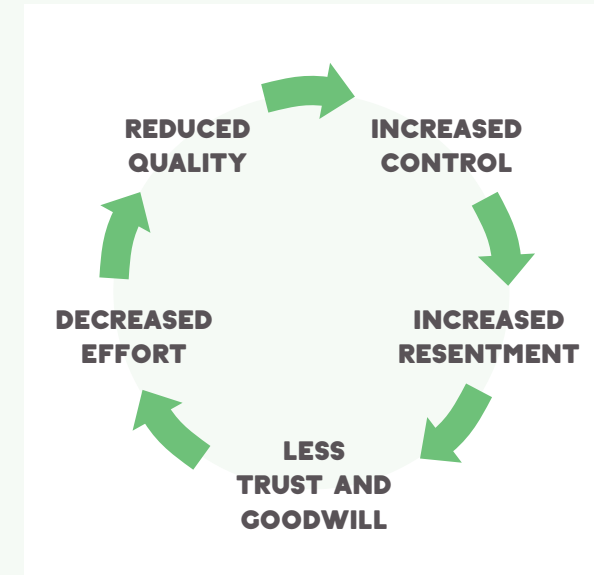 REDUCED
QUALITY
INCREASED
CONTROL
INCREASED
RESENTMENT
LESS
TRUST AND
GOODWILL
DECREASED
EFFORT